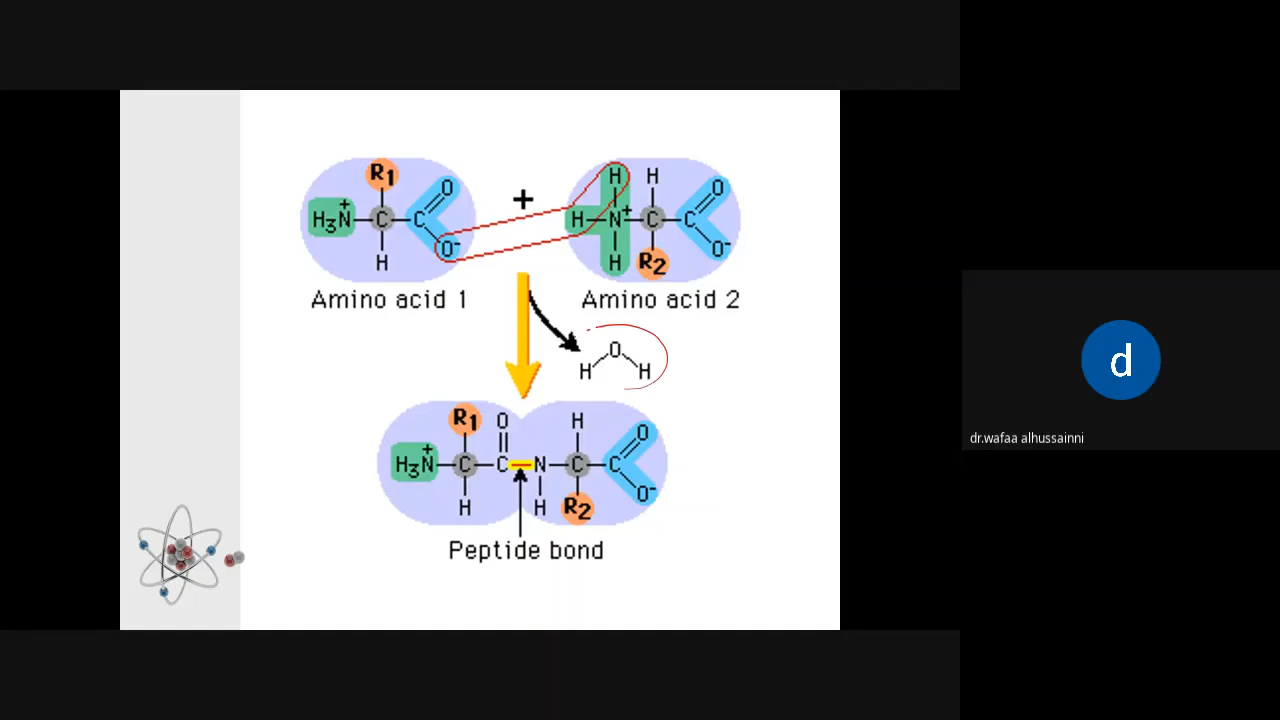 R1 H H
H3N+ C C O O- + H N+ C C O O-
H H R2
Amino acid 1 Amino acid 2
O
H H
R1 O H
H3N+ C C N C C O O-
H H R2
Peptide bond
d
dr.wafaa alhussainni